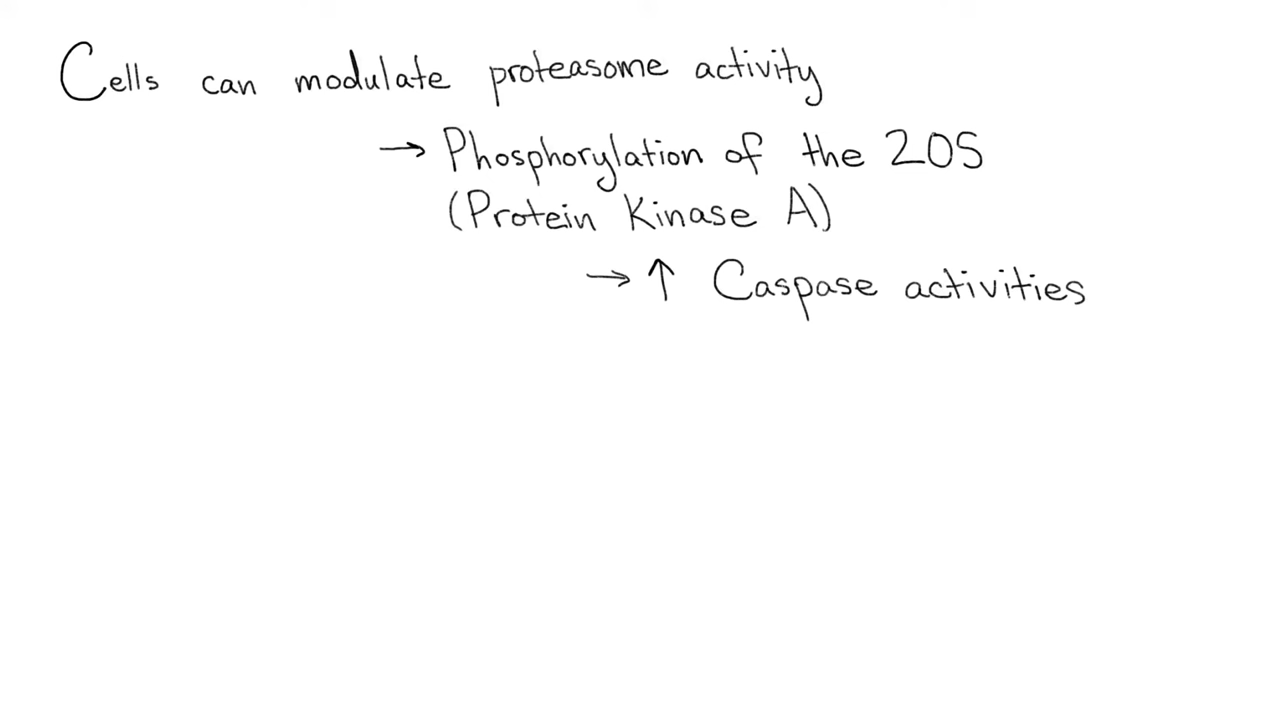 Cells can modulate proteasome activity
→ Phosphorylation of the 20S
(Protein Kinase A)
→ ↑ Caspase activities